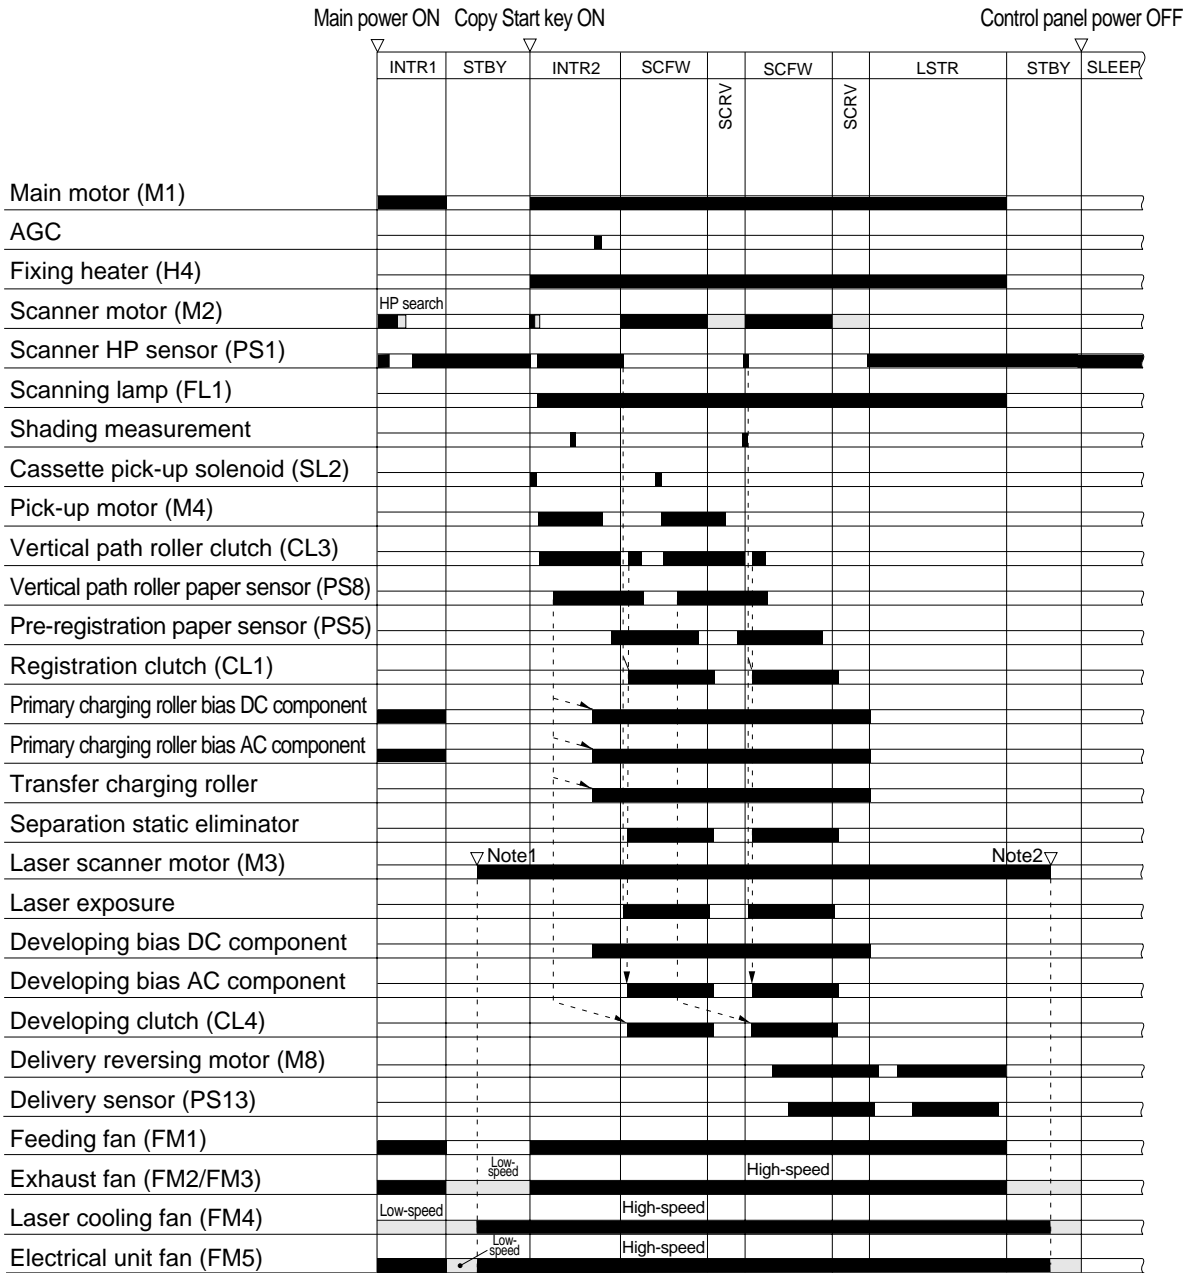 Main power ON Copy Start key ON Control panel power OFF
INTR1 STBY INTR2 SCFW SCRV SCFW SCRV LSTR STBY SLEEP
Main motor (M1)
AGC
Fixing heater (H4)
HP search
Scanner motor (M2)
Scanner HP sensor (PS1)
Scanning lamp (FL1)
Shading measurement
Cassette pick-up solenoid (SL2)
Pick-up motor (M4)
Vertical path roller clutch (CL3)
Vertical path roller paper sensor (PS8)
Pre-registration paper sensor (PS5)
Registration clutch (CL1)
Primary charging roller bias DC component
Primary charging roller bias AC component
Transfer charging roller
Separation static eliminator
Laser scanner motor (M3) Note1 Note2
Laser exposure
Developing bias DC component
Developing bias AC component
Developing clutch (CL4)
Delivery reversing motor (M8)
Delivery sensor (PS13)
Feeding fan (FM1)
Exhaust fan (FM2/FM3) Low-speed High-speed
Laser cooling fan (FM4) Low-speed High-speed
Electrical unit fan (FM5) Low-speed High-speed